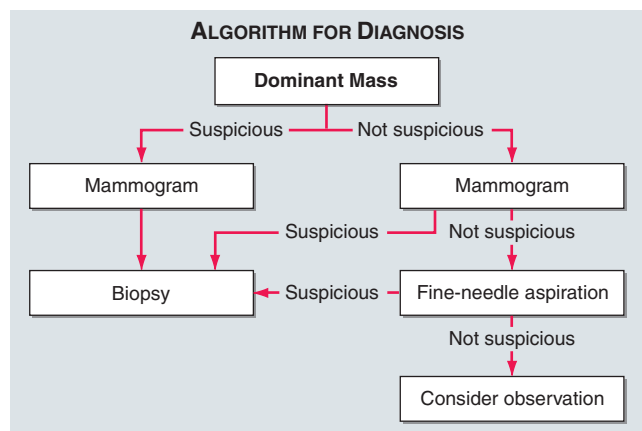 ALGORITHM FOR DIAGNOSIS
Dominant Mass
Suspicious
Not suspicious
Mammogram
Mammogram
Suspicious
Not suspicious
Biopsy
Suspicious
Fine-needle aspiration
Not suspicious
Consider observation